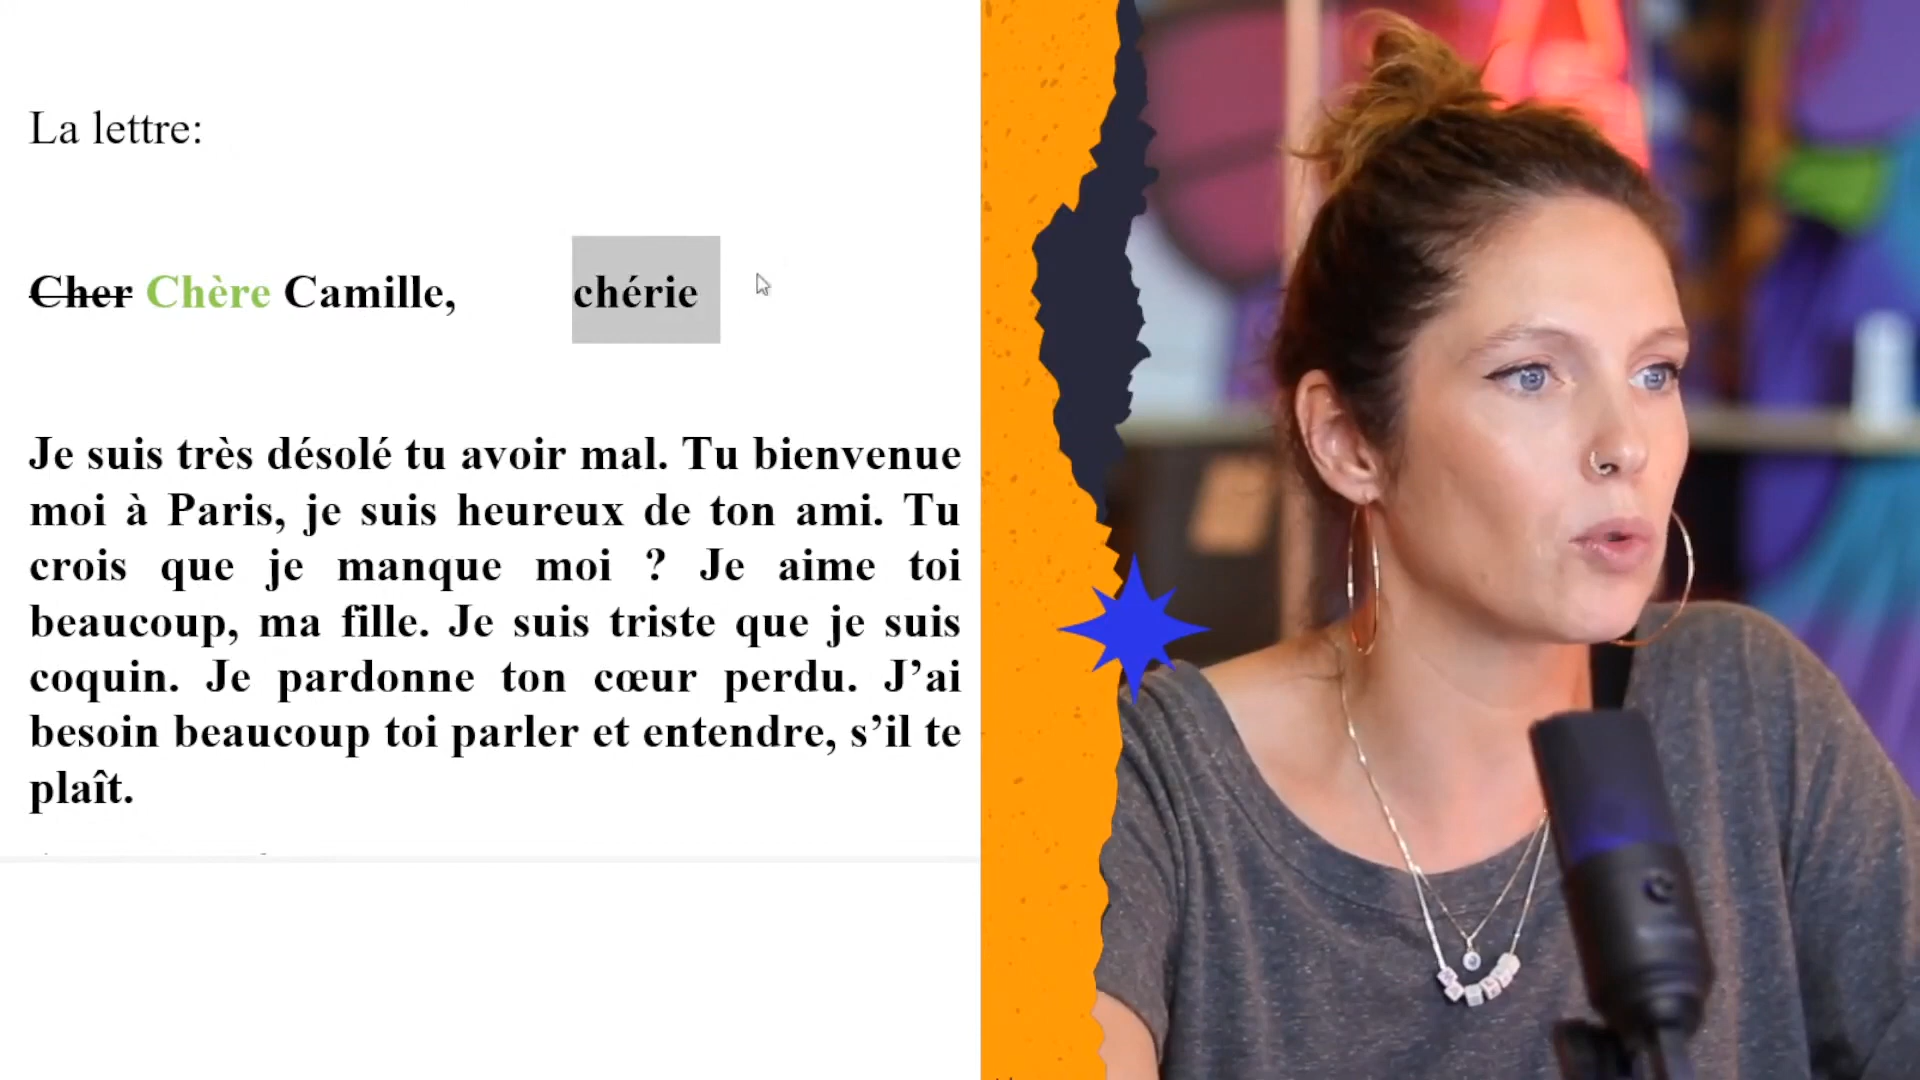 La lettre:
Cher Chère Camille, chérie
Je suis très désolé tu avoir mal. Tu bienvenue
moi à Paris, je suis heureux de ton ami. Tu
crois que je manque moi ? Je aime toi
beaucoup, ma fille. Je suis triste que je suis
coquin. Je pardonne ton cœur perdu. J’ai
besoin beaucoup toi parler et entendre, s’il te
plaît.